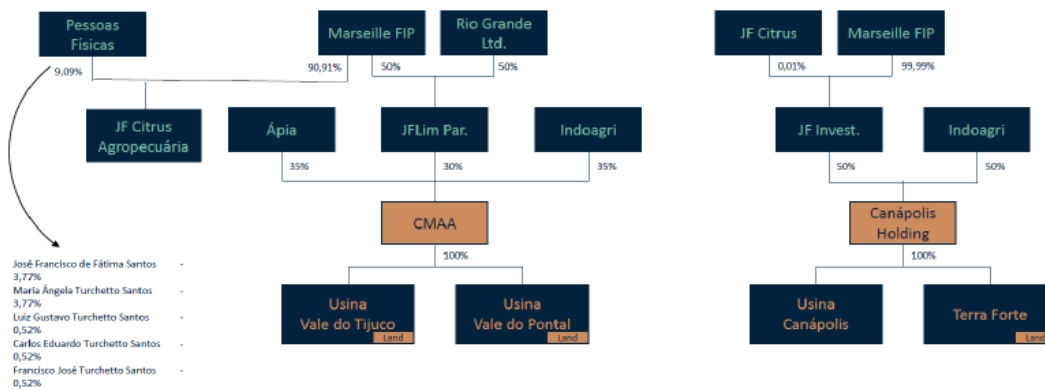 Pessoas
Físicas
Marseille FIP
Rio Grande
Ltd.
JF Citrus
Marseille FIP
9,09%
90,91%
50%
50%
0,01%
99,99%
JF Citrus
Agropecuária
Ápia
JFLim Par.
Indoagri
JF Invest.
Indoagri
35%
30%
35%
50%
50%
CMAA
Canápolis
Holding
100%
100%
José Francisco de Fátima Santos -
3,77%
Maria Ângela Turchetto Santos -
3,77%
Luiz Gustavo Turchetto Santos -
0,52%
Carlos Eduardo Turchetto Santos -
0,52%
Francisco José Turchetto Santos -
0,52%
Usina
Vale do Tijuco
Land
Usina
Vale do Pontal
Land
Usina
Canápolis
Terra Forte
Land